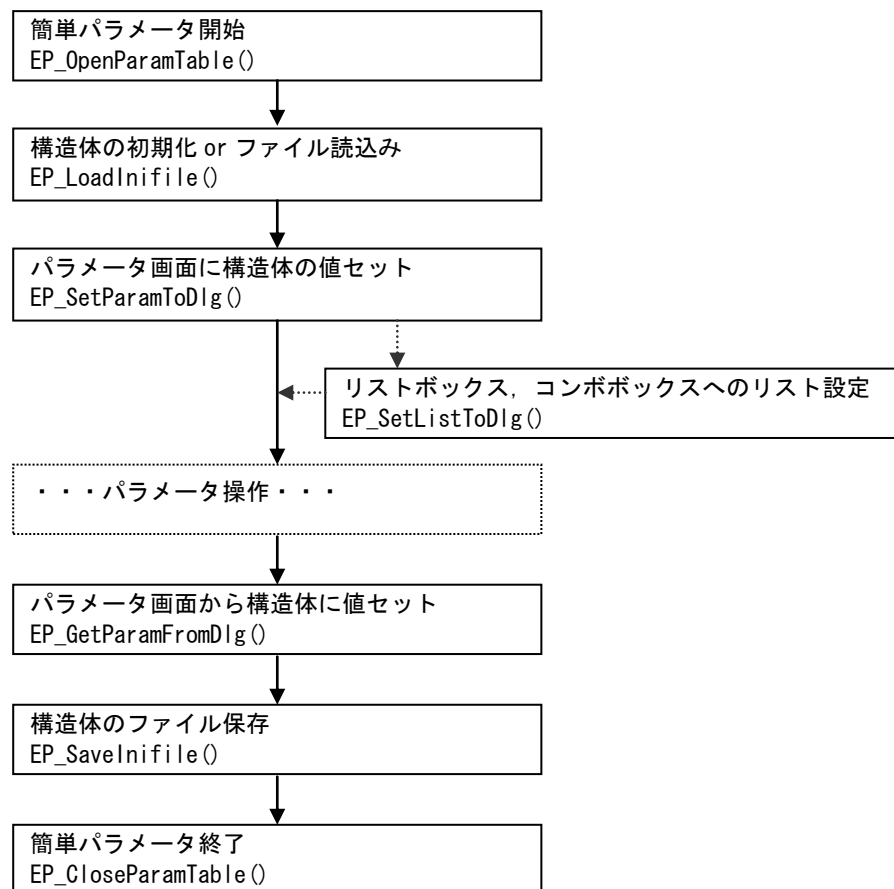 簡単パラメータ開始
EP_OpenParamTable()
構造体の初期化 or ファイル読込み
EP_LoadInifile()
パラメータ画面に構造体の値セット
EP_SetParamToDlg()
リストボックス，コンボボックスへのリスト設定
EP_SetListToDlg()
・・・パラメータ操作・・・
パラメータ画面から構造体に値セット
EP_GetParamFromDlg()
構造体のファイル保存
EP_SaveInifile()
簡単パラメータ終了
EP_CloseParamTable()